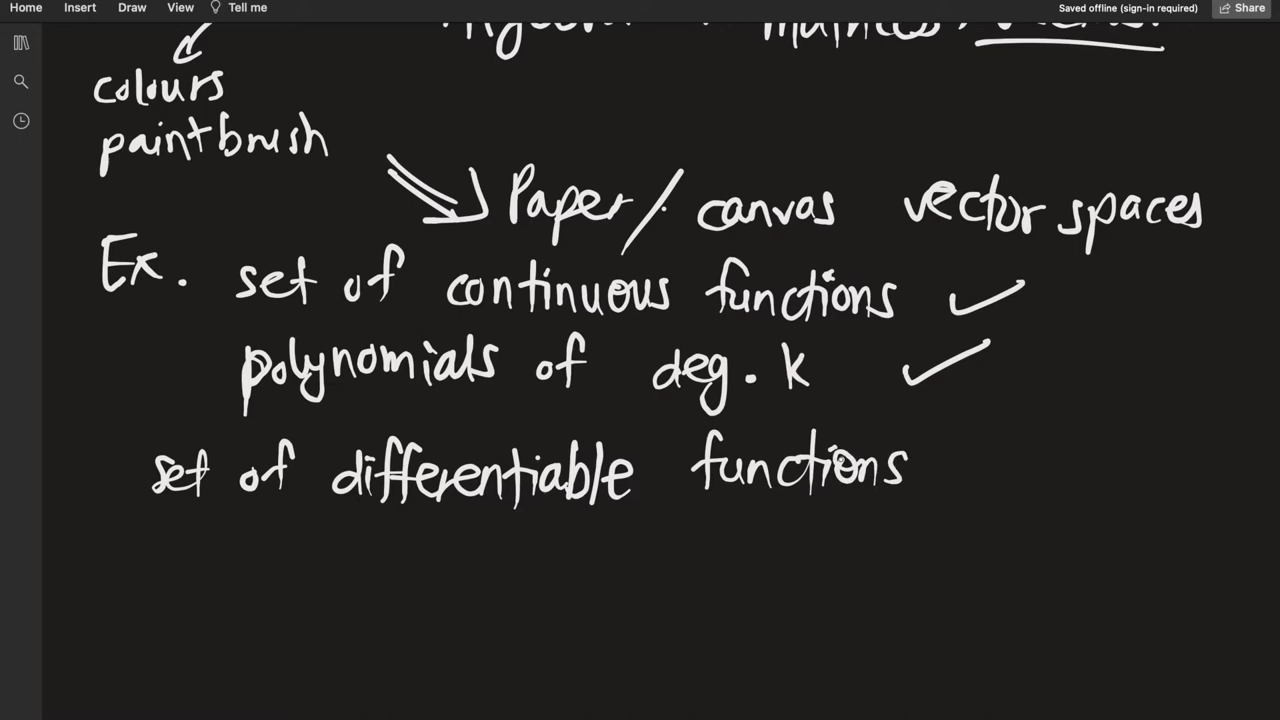 Home Insert Draw View Tell me Saved offline (sign-in required) Share
colours
paintbrush
Paper / canvas vector spaces
Ex. set of continuous functions ✓
polynomials of deg. k ✓
set of differentiable functions